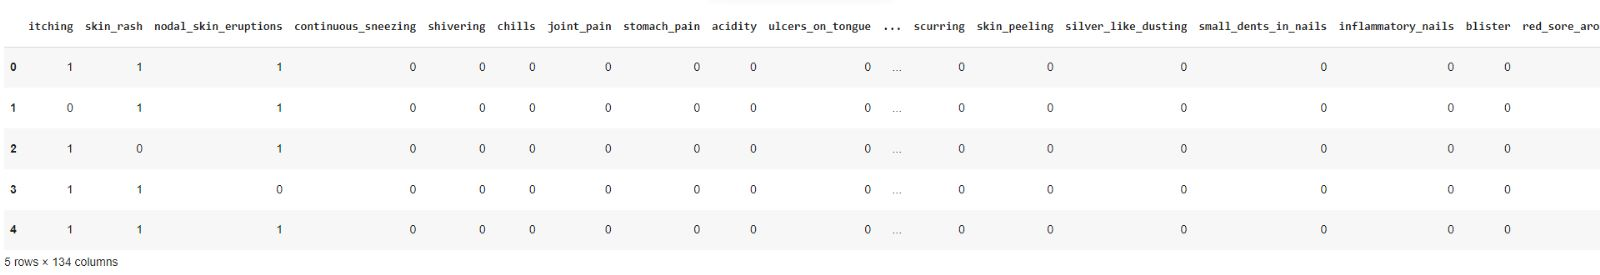 itching skin_rash nodal_skin_eruptions continuous_sneezing shivering chills joint_pain stomach_pain acidity ulcers_on_tongue ... scurring skin_peeling silver_like_dusting small_dents_in_nails inflammatory_nails blister red_sore_aro
0 1 1 1 0 0 0 0 0 0 0 ... 0 0 0 0 0 0
1 0 1 1 0 0 0 0 0 0 0 ... 0 0 0 0 0 0
2 1 0 1 0 0 0 0 0 0 0 ... 0 0 0 0 0 0
3 1 1 0 0 0 0 0 0 0 0 ... 0 0 0 0 0 0
4 1 1 1 0 0 0 0 0 0 0 ... 0 0 0 0 0 0
5 rows × 134 columns